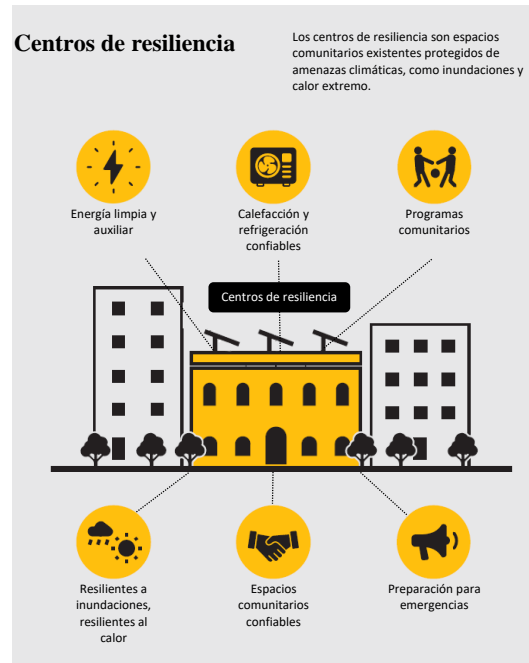 Centros de resiliencia
Los centros de resiliencia son espacios
comunitarios existentes protegidos de
amenazas climáticas, como inundaciones y
calor extremo.
Energía limpia y
auxiliar
Calefacción y
refrigeración
confiables
Programas
comunitarios
Centros de resiliencia
Resilientes a
inundaciones,
resilientes al
calor
Espacios
comunitarios
confiables
Preparación para
emergencias